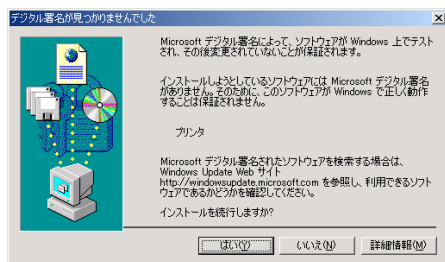 デジタル署名が見つかりませんでした
Microsoft デジタル署名によって、ソフトウェアが Windows 上でテスト
され、その後変更されていないことが保証されます。
インストールしようとしているソフトウェアには Microsoft デジタル署名
がありません。そのために、このソフトウェアが Windows で正しく動作
することは保証されません。
プリンタ
Microsoft デジタル署名されたソフトウェアを検索する場合は、
Windows Update Web サイト
http://windowsupdate.microsoft.com を参照し、利用できるソフト
ウェアであるかどうかを確認してください。
インストールを続行しますか?
はい(Y) いいえ(N) 詳細情報(M)